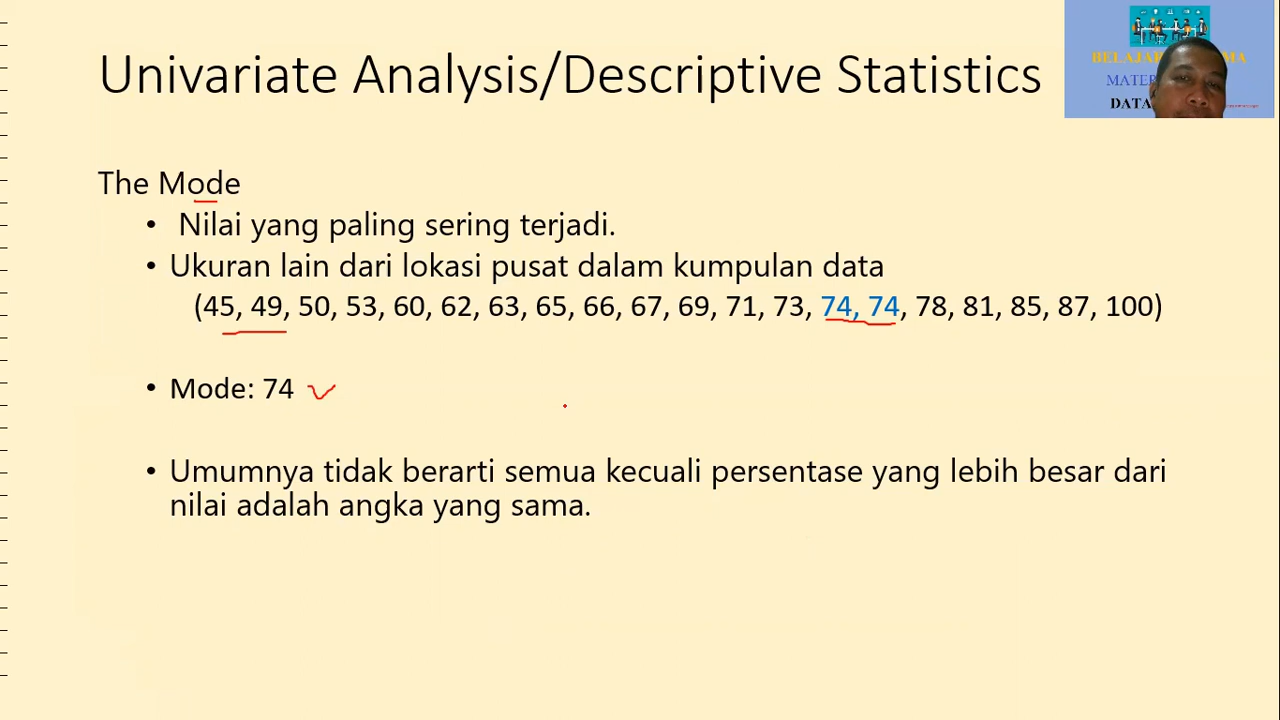 Univariate Analysis/Descriptive Statistics
The Mode
• Nilai yang paling sering terjadi.
• Ukuran lain dari lokasi pusat dalam kumpulan data
(45, 49, 50, 53, 60, 62, 63, 65, 66, 67, 69, 71, 73, 74, 74, 78, 81, 85, 87, 100)
• Mode: 74
• Umumnya tidak berarti semua kecuali persentase yang lebih besar dari
nilai adalah angka yang sama.
DATA